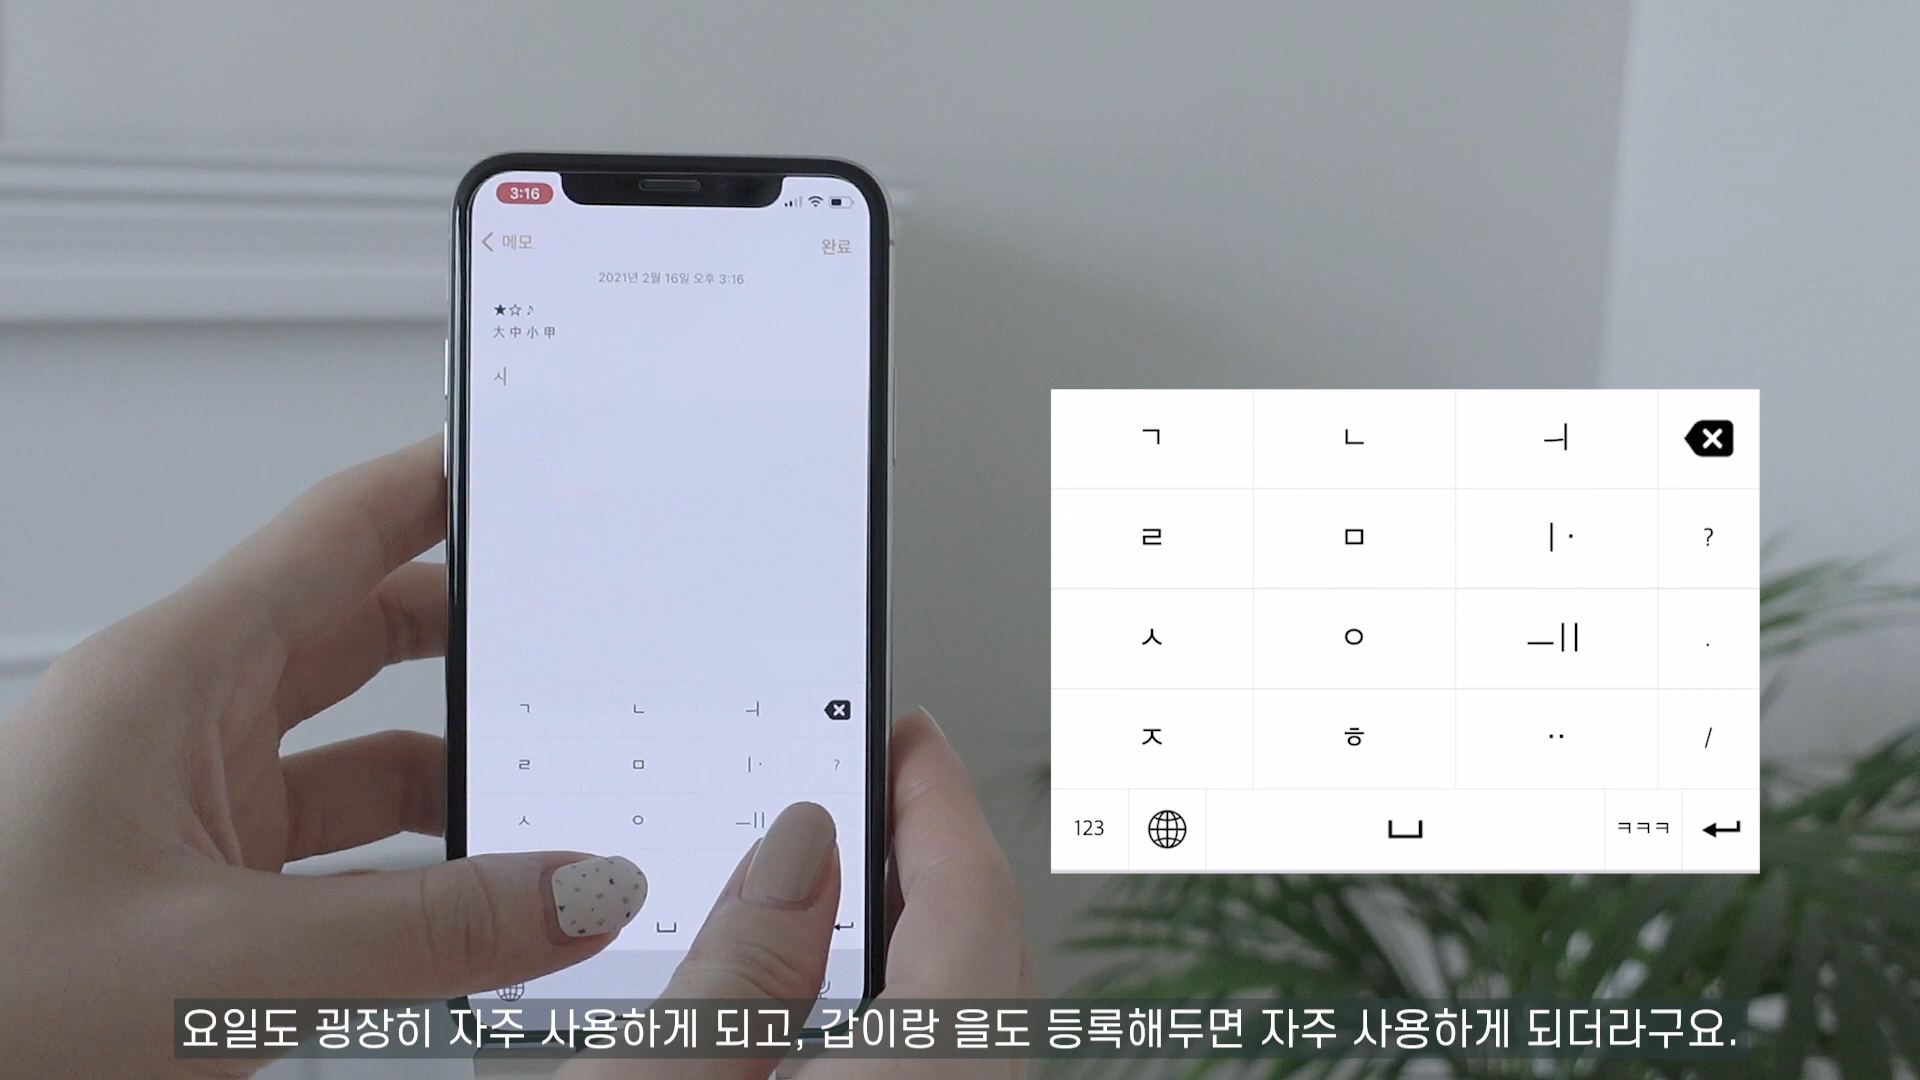 3:16
메모
완료
2021년 2월 16일 오후 3:16
★☆♪
大 中 小 甲
시
ㄱ ㄴ ㅢ
ㄹ ㅁ ㅣ· ?
ㅅ ㅇ ㅡㅣㅣ
ㄱ ㄴ ㅢ
ㄹ ㅁ ㅣ· ?
ㅅ ㅇ ㅡㅣㅣ .
ㅈ ㅎ ·· /
123 ㅋㅋㅋ
요일도 굉장히 자주 사용하게 되고, 갑이랑 을도 등록해두면 자주 사용하게 되더라구요.